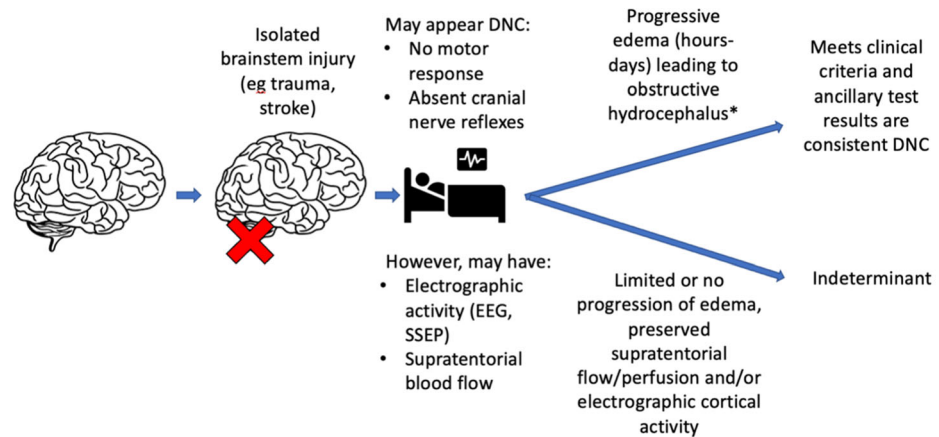 Isolated
brainstem injury
(eg trauma,
stroke)
May appear DNC:
• No motor
response
• Absent cranial
nerve reflexes
However, may have:
• Electrographic
activity (EEG,
SSEP)
• Supratentorial
blood flow
Progressive
edema (hours-
days) leading to
obstructive
hydrocephalus*
Meets clinical
criteria and
ancillary test
results are
consistent DNC
Limited or no
progression of edema,
preserved
supratentorial
flow/perfusion and/or
electrographic cortical
activity
Indeterminant